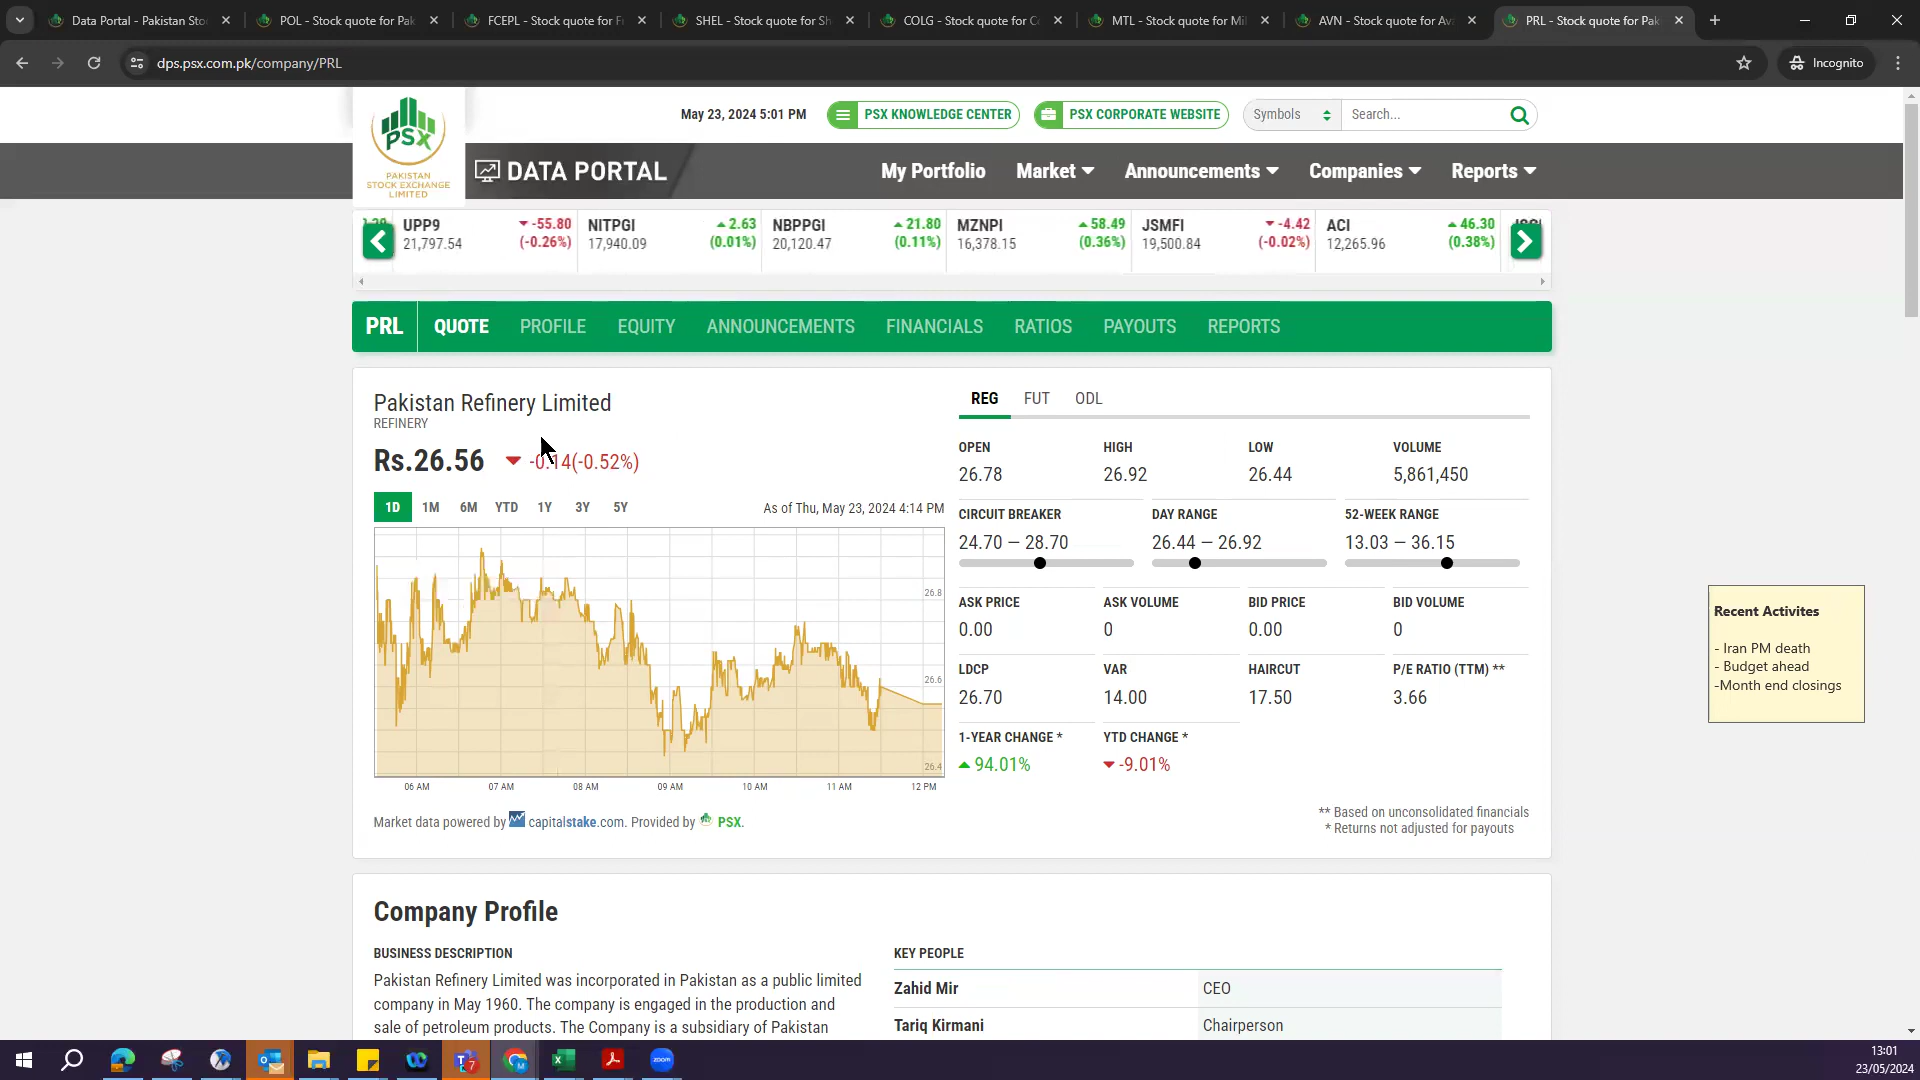 Data Portal - Pakistan Stoc
POL - Stock quote for Pak
FCEPL - Stock quote for F
SHEL - Stock quote for Sh
COLG - Stock quote for C
MTL - Stock quote for Mil
AVN - Stock quote for Av
PRL - Stock quote for Pak
dps.psx.com.pk/company/PRL
Incognito
PSX
PAKISTAN
STOCK EXCHANGE
LIMITED
May 23, 2024 5:01 PM
PSX KNOWLEDGE CENTER
PSX CORPORATE WEBSITE
Symbols
Search...
DATA PORTAL
My Portfolio
Market
Announcements
Companies
Reports
UPP9 -55.80
21,797.54 (-0.26%)
NITPGI 2.63
17,940.09 (0.01%)
NBPPGI 21.80
20,120.47 (0.11%)
MZNPI 58.49
16,378.15 (0.36%)
JSMFI -4.42
19,500.84 (-0.02%)
ACI 46.30
12,265.96 (0.38%)
PRL QUOTE PROFILE EQUITY ANNOUNCEMENTS FINANCIALS RATIOS PAYOUTS REPORTS
Pakistan Refinery Limited
REFINERY
Rs.26.56 -0.14(-0.52%)
1D 1M 6M YTD 1Y 3Y 5Y
As of Thu, May 23, 2024 4:14 PM
26.8
26.6
26.4
06 AM 07 AM 08 AM 09 AM 10 AM 11 AM 12 PM
Market data powered by capitalstake.com. Provided by PSX.
REG FUT ODL
OPEN HIGH LOW VOLUME
26.78 26.92 26.44 5,861,450
CIRCUIT BREAKER DAY RANGE 52-WEEK RANGE
24.70 — 28.70 26.44 — 26.92 13.03 — 36.15
ASK PRICE ASK VOLUME BID PRICE BID VOLUME
0.00 0 0.00 0
LDCP VAR HAIRCUT P/E RATIO (TTM) **
26.70 14.00 17.50 3.66
1-YEAR CHANGE * YTD CHANGE *
94.01% -9.01%
** Based on unconsolidated financials
* Returns not adjusted for payouts
Recent Activites
- Iran PM death
- Budget ahead
-Month end closings
Company Profile
BUSINESS DESCRIPTION
Pakistan Refinery Limited was incorporated in Pakistan as a public limited
company in May 1960. The company is engaged in the production and
sale of petroleum products. The Company is a subsidiary of Pakistan
KEY PEOPLE
Zahid Mir CEO
Tariq Kirmani Chairperson
7
zoom
13:01
23/05/2024